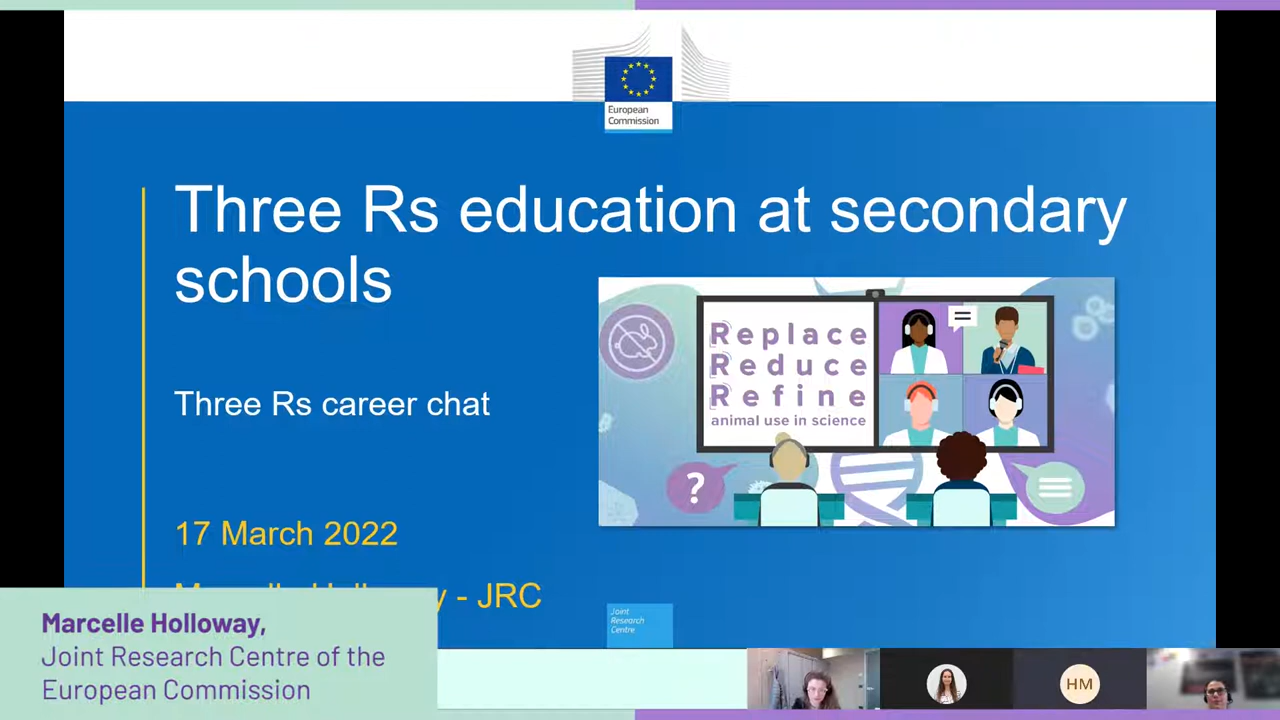 European
Commission
Three Rs education at secondary
schools
Replace
Reduce
Refine
animal use in science
?
Three Rs career chat
17 March 2022
- JRC
Joint
Research
Centre
Marcelle Holloway,
Joint Research Centre of the
European Commission
HM